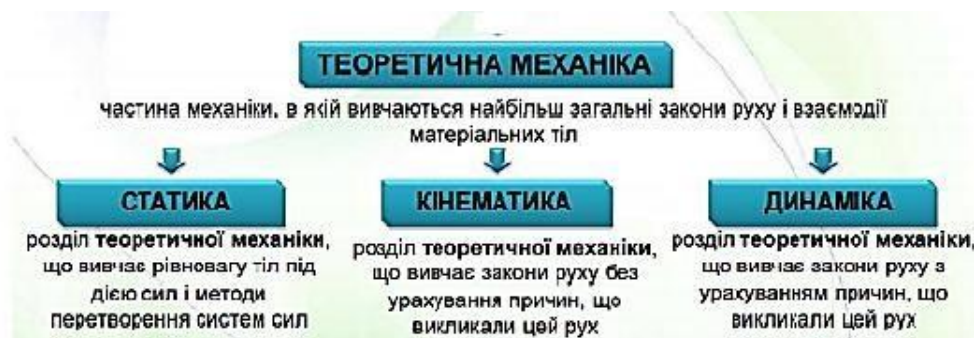 ТЕОРЕТИЧНА МЕХАНІКА
частина механіки, в якій вивчаються найбільш загальні закони руху і взаємодії
матеріальних тіл
СТАТИКА
розділ теоретичної механіки,
що вивчає рівновагу тіл під
дією сил і методи
перетворення систем сил
КІНЕМАТИКА
розділ теоретичної механіки,
що вивчає закони руху без
урахування причин, що
викликали цей рух
ДИНАМІКА
розділ теоретичної механіки,
що вивчає закони руху з
урахуванням причин, що
викликали цей рух